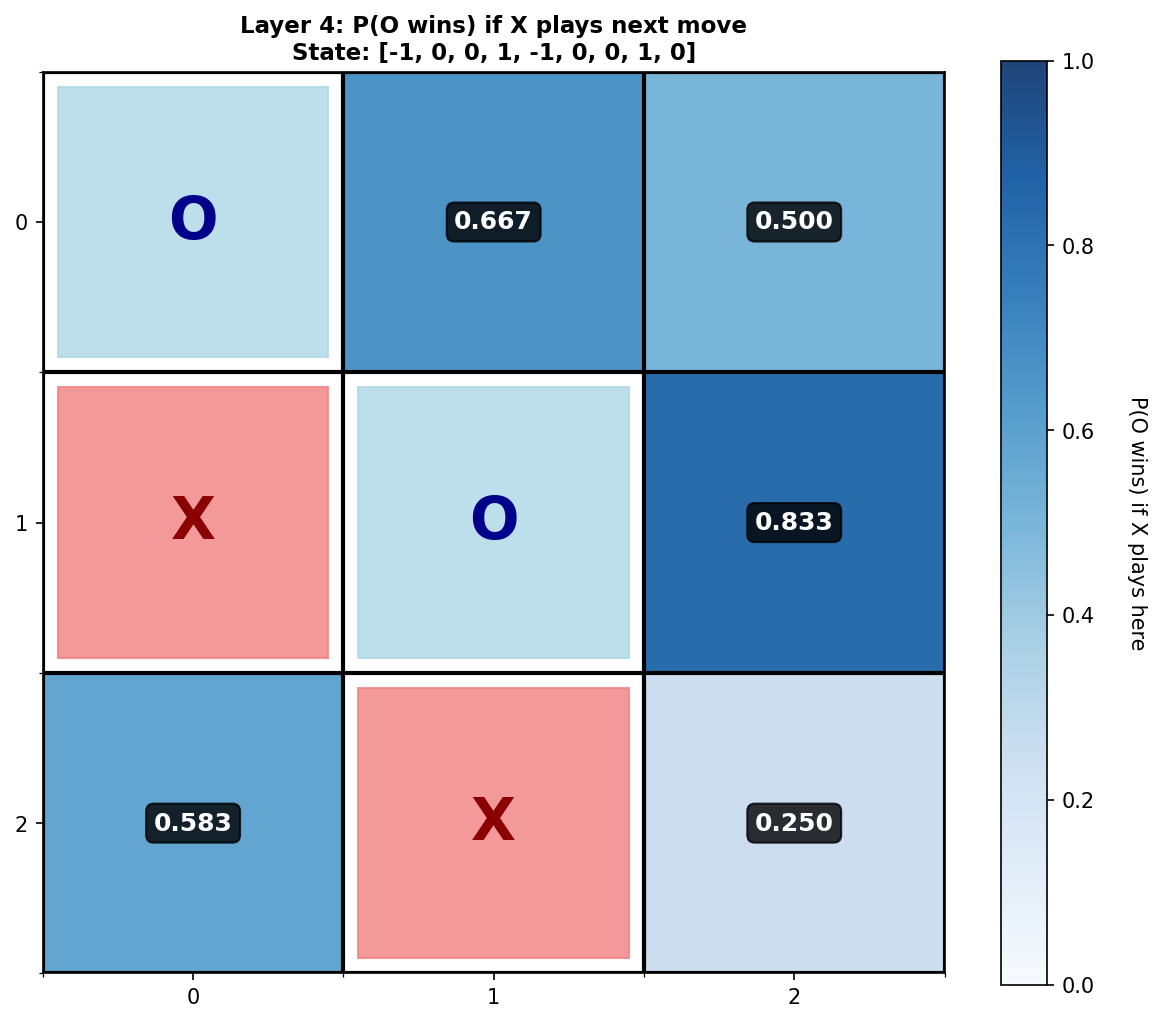 Layer 4: P(O wins) if X plays next move
State: [-1, 0, 0, 1, -1, 0, 0, 1, 0]
0
O
0.667
0.500
1
X
O
0.833
2
0.583
X
0.250
0
1
2
1.0
0.8
0.6
0.4
0.2
0.0
P(O wins) if X plays here